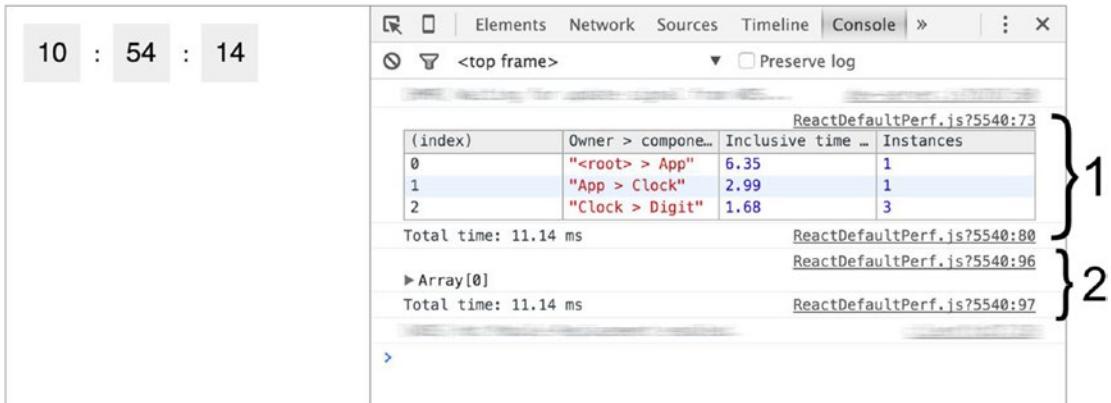 10 : 54 : 14
Elements Network Sources Timeline Console »
<top frame> ▼ Preserve log
ReactDefaultPerf.js?5540:73
(index) Owner > compone… Inclusive time … Instances
0 "<root> > App" 6.35 1
1 "App > Clock" 2.99 1
2 "Clock > Digit" 1.68 3
Total time: 11.14 ms ReactDefaultPerf.js?5540:80
1
ReactDefaultPerf.js?5540:96
▶Array[0]
Total time: 11.14 ms ReactDefaultPerf.js?5540:97
2
>